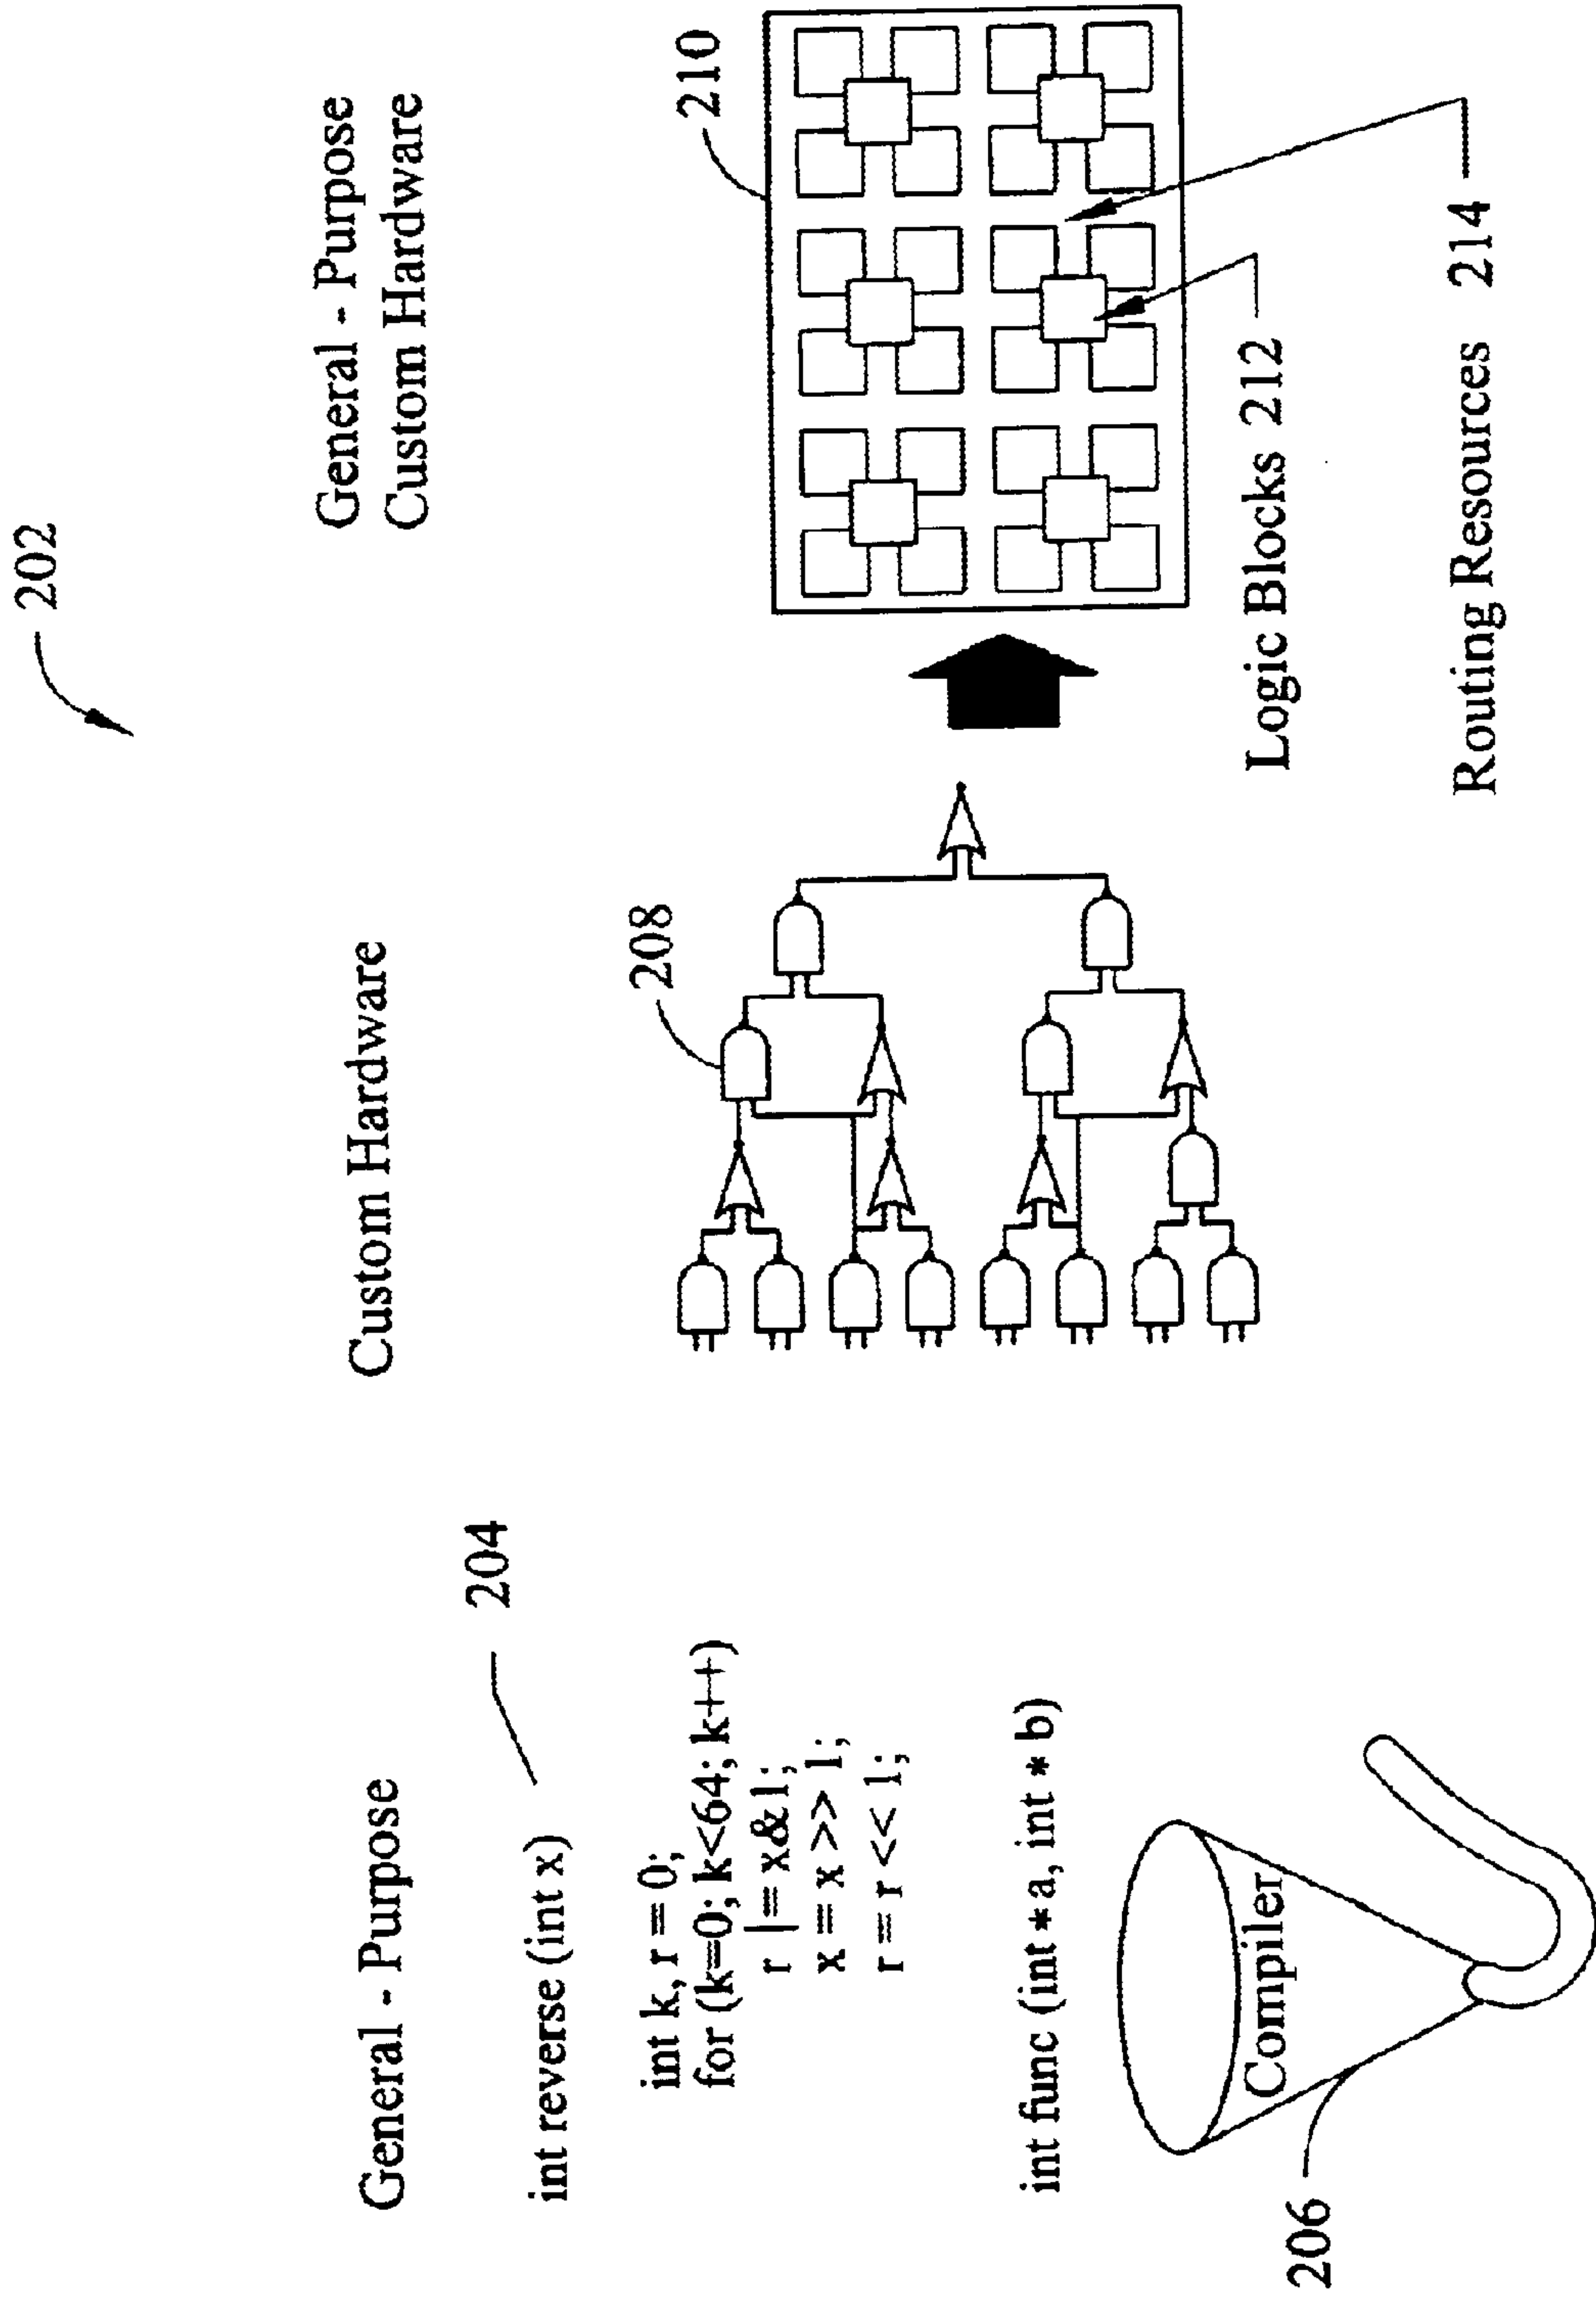 202
General - Purpose
204
int reverse (int x)
int k, r = 0;
for (k=0; k<64; k++)
r |= x&1;
x = x >> 1;
r = r << 1;
int func (int * a, int * b)
Compiler
206
Custom Hardware
208
General - Purpose
Custom Hardware
210
Logic Blocks 212
Routing Resources 214